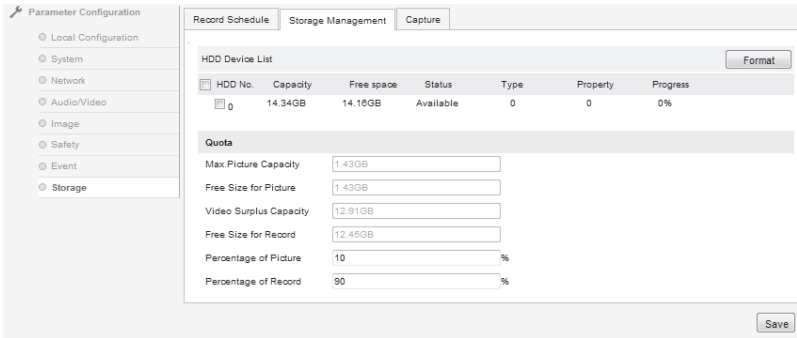 Parameter Configuration
Local Configuration
System
Network
Audio/Video
Image
Safety
Event
Storage
Record Schedule Storage Management Capture
HDD Device List Format
HDD No. Capacity Free space Status Type Property Progress
0 14.34GB 14.16GB Available 0 0 0%
Quota
Max.Picture Capacity 1.43GB
Free Size for Picture 1.43GB
Video Surplus Capacity 12.91GB
Free Size for Record 12.45GB
Percentage of Picture 10 %
Percentage of Record 90 %
Save